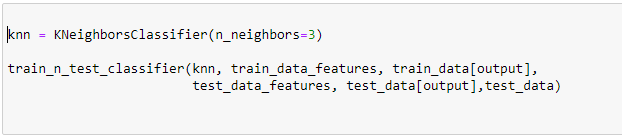 knn = KNeighborsClassifier(n_neighbors=3)
train_n_test_classifier(knn, train_data_features, train_data[output],
test_data_features, test_data[output],test_data)